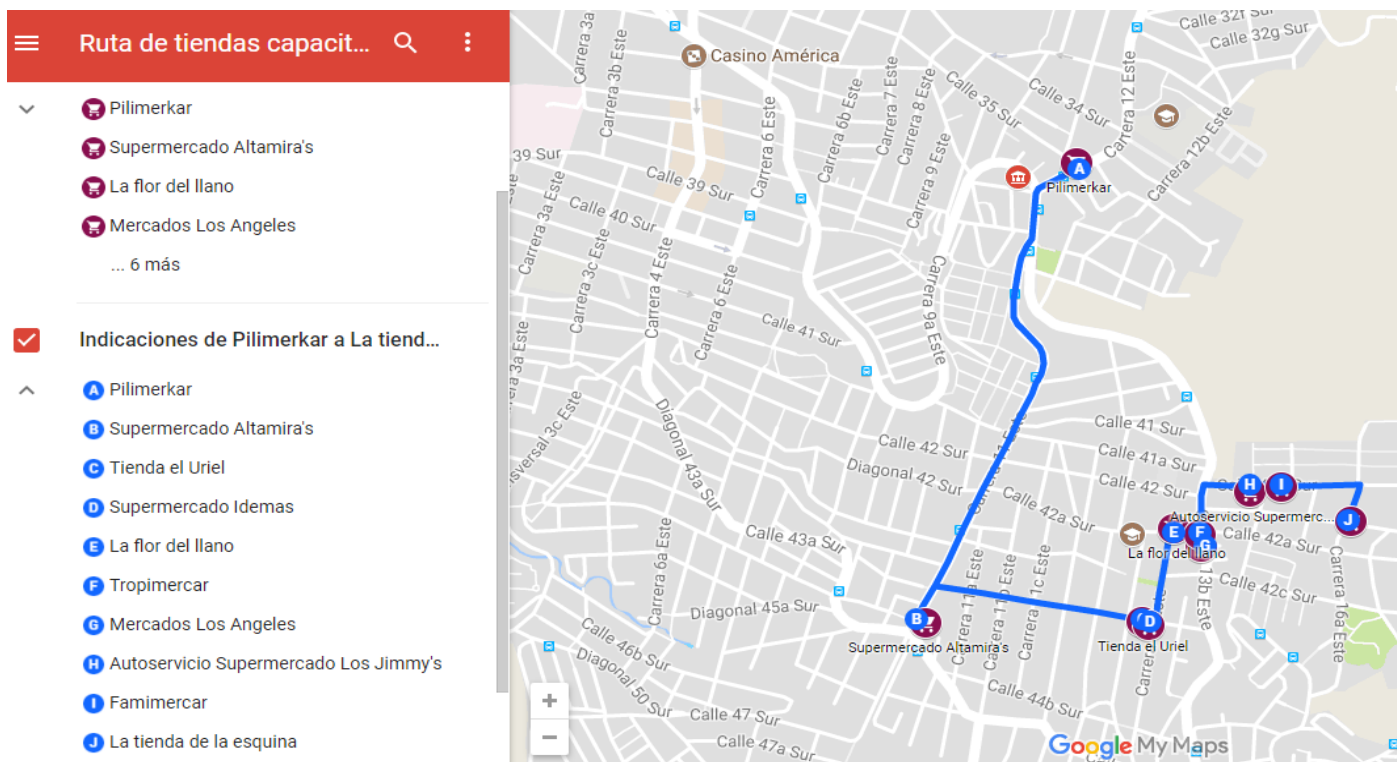 Ruta de tiendas capacit...
Pilimerkar
Supermercado Altamira's
La flor del llano
Mercados Los Angeles
... 6 más
Indicaciones de Pilimerkar a La tiend...
A Pilimerkar
B Supermercado Altamira's
C Tienda el Uriel
D Supermercado Idemas
E La flor del llano
F Tropimercar
G Mercados Los Angeles
H Autoservicio Supermercado Los Jimmy's
I Famimercar
J La tienda de la esquina
Calle 32g Sur
Carrera 3b Este
Casino América
Carrera 7 Este
Carrera 8 Este
Carrera 6b Este
Carrera 6 Este
Calle 35 Sur
Calle 34 Sur
Carrera 12 Este
Carrera 12b Este
39 Sur
Calle 39 Sur
Carrera 9 Este
A
Pilimerkar
Carrera 3a Este
Calle 40 Sur
Carrera 3c Este
Carrera 4 Este
Carrera 6 Este
Carrera 9a Este
Calle 41 Sur
Diagonal 43a Sur
Calle 42 Sur
Diagonal 42 Sur
Carrera 11 Este
Calle 42a Sur
Calle 41 Sur
Calle 41a Sur
Calle 42 Sur
H
I
J
Autoservicio Supermerc...
E
F
G
La flor del llano
Calle 42a Sur
Calle 42c Sur
13b Este
Carrera 16a Este
Calle 43a Sur
Carrera 6a Este
Diagonal 45a Sur
Carrera 11a Este
Carrera 11b Este
Carrera 11c Este
B
Supermercado Altamira's
D
Tienda el Uriel
Calle 46b Sur
Diagonal 50 Sur
Calle 44b Sur
Calle 47 Sur
Calle 47a Sur
+
−
Google My Maps